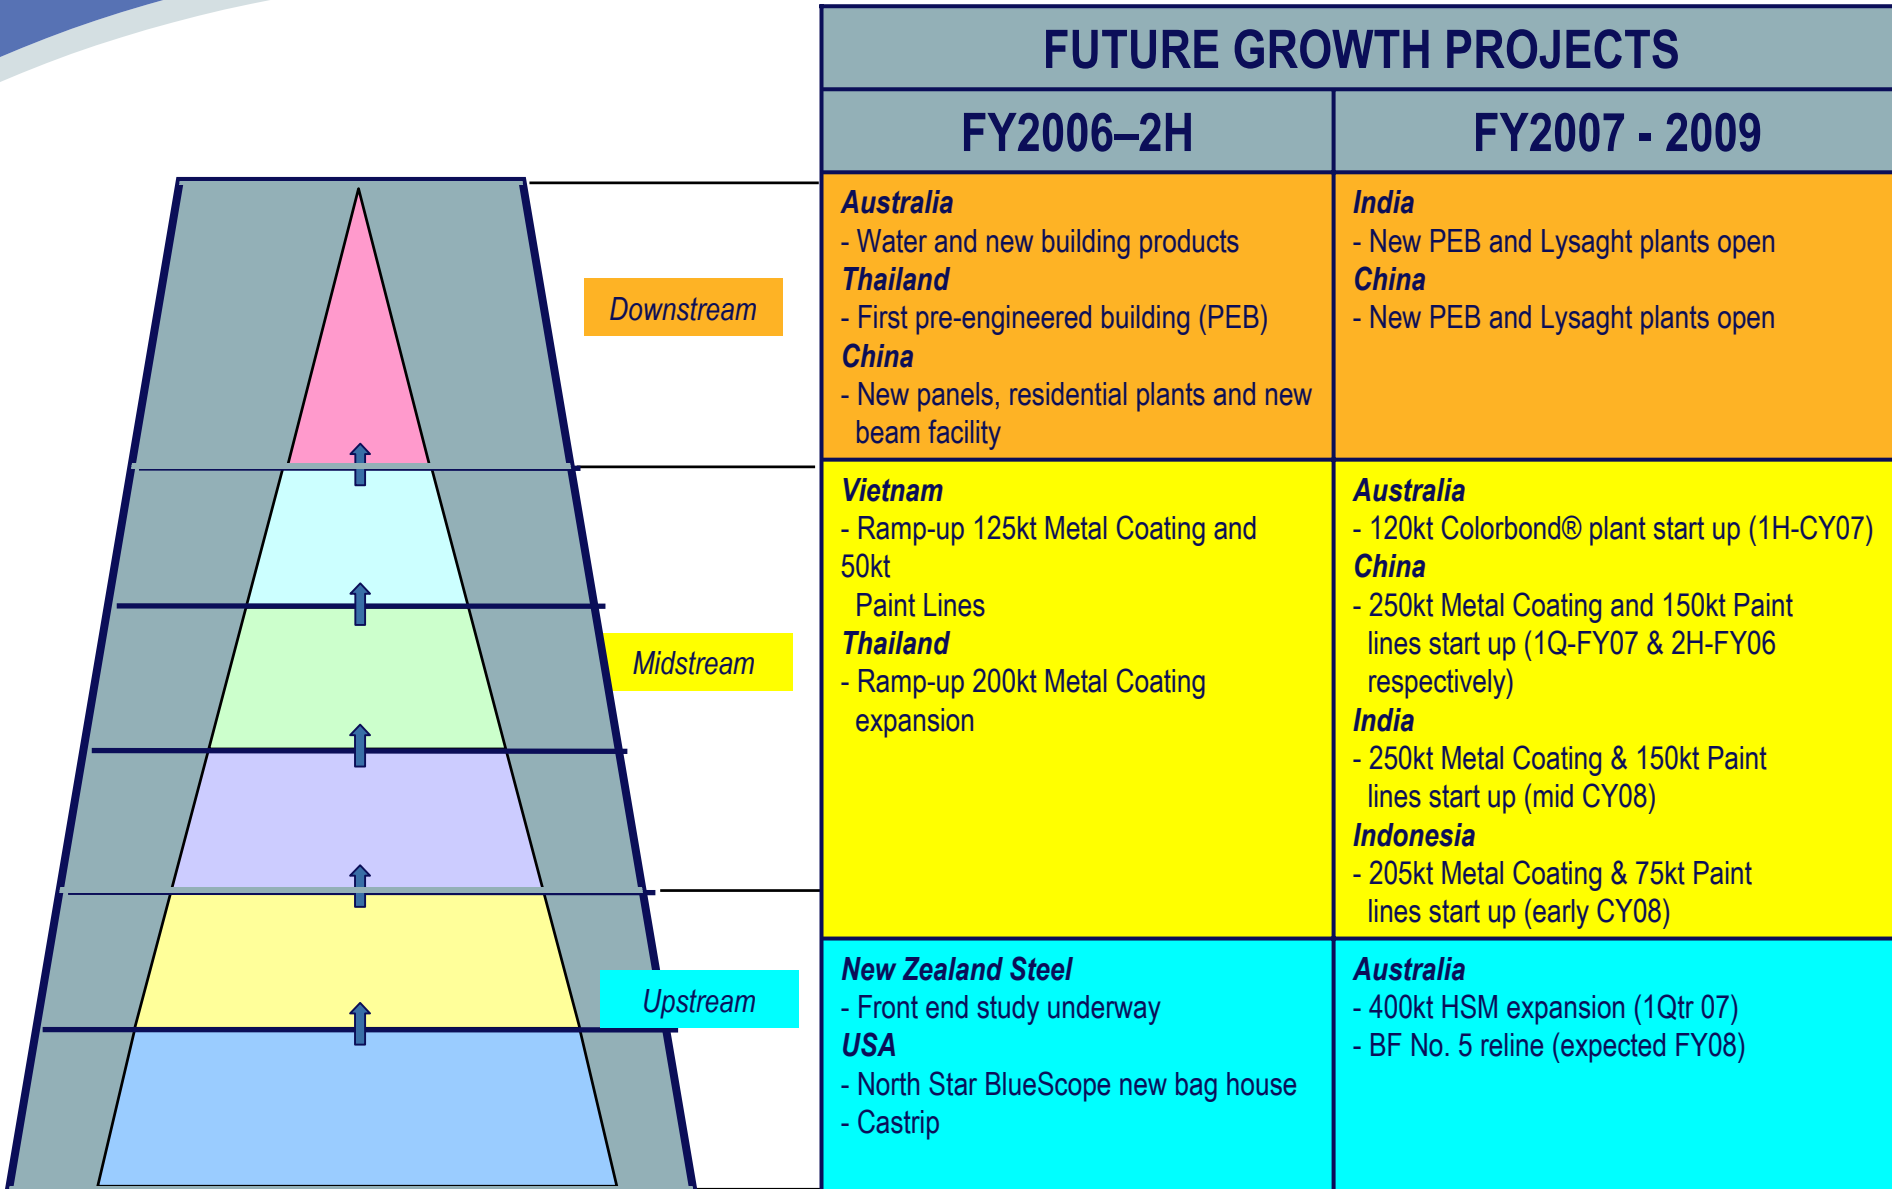 FUTURE GROWTH PROJECTS
FY2006–2H
FY2007 - 2009
Downstream
Australia
- Water and new building products
Thailand
- First pre-engineered building (PEB)
China
- New panels, residential plants and new
beam facility
India
- New PEB and Lysaght plants open
China
- New PEB and Lysaght plants open
Midstream
Vietnam
- Ramp-up 125kt Metal Coating and
50kt
Paint Lines
Thailand
- Ramp-up 200kt Metal Coating
expansion
Australia
- 120kt Colorbond® plant start up (1H-CY07)
China
- 250kt Metal Coating and 150kt Paint
lines start up (1Q-FY07 & 2H-FY06
respectively)
India
- 250kt Metal Coating & 150kt Paint
lines start up (mid CY08)
Indonesia
- 205kt Metal Coating & 75kt Paint
lines start up (early CY08)
Upstream
New Zealand Steel
- Front end study underway
USA
- North Star BlueScope new bag house
- Castrip
Australia
- 400kt HSM expansion (1Qtr 07)
- BF No. 5 reline (expected FY08)